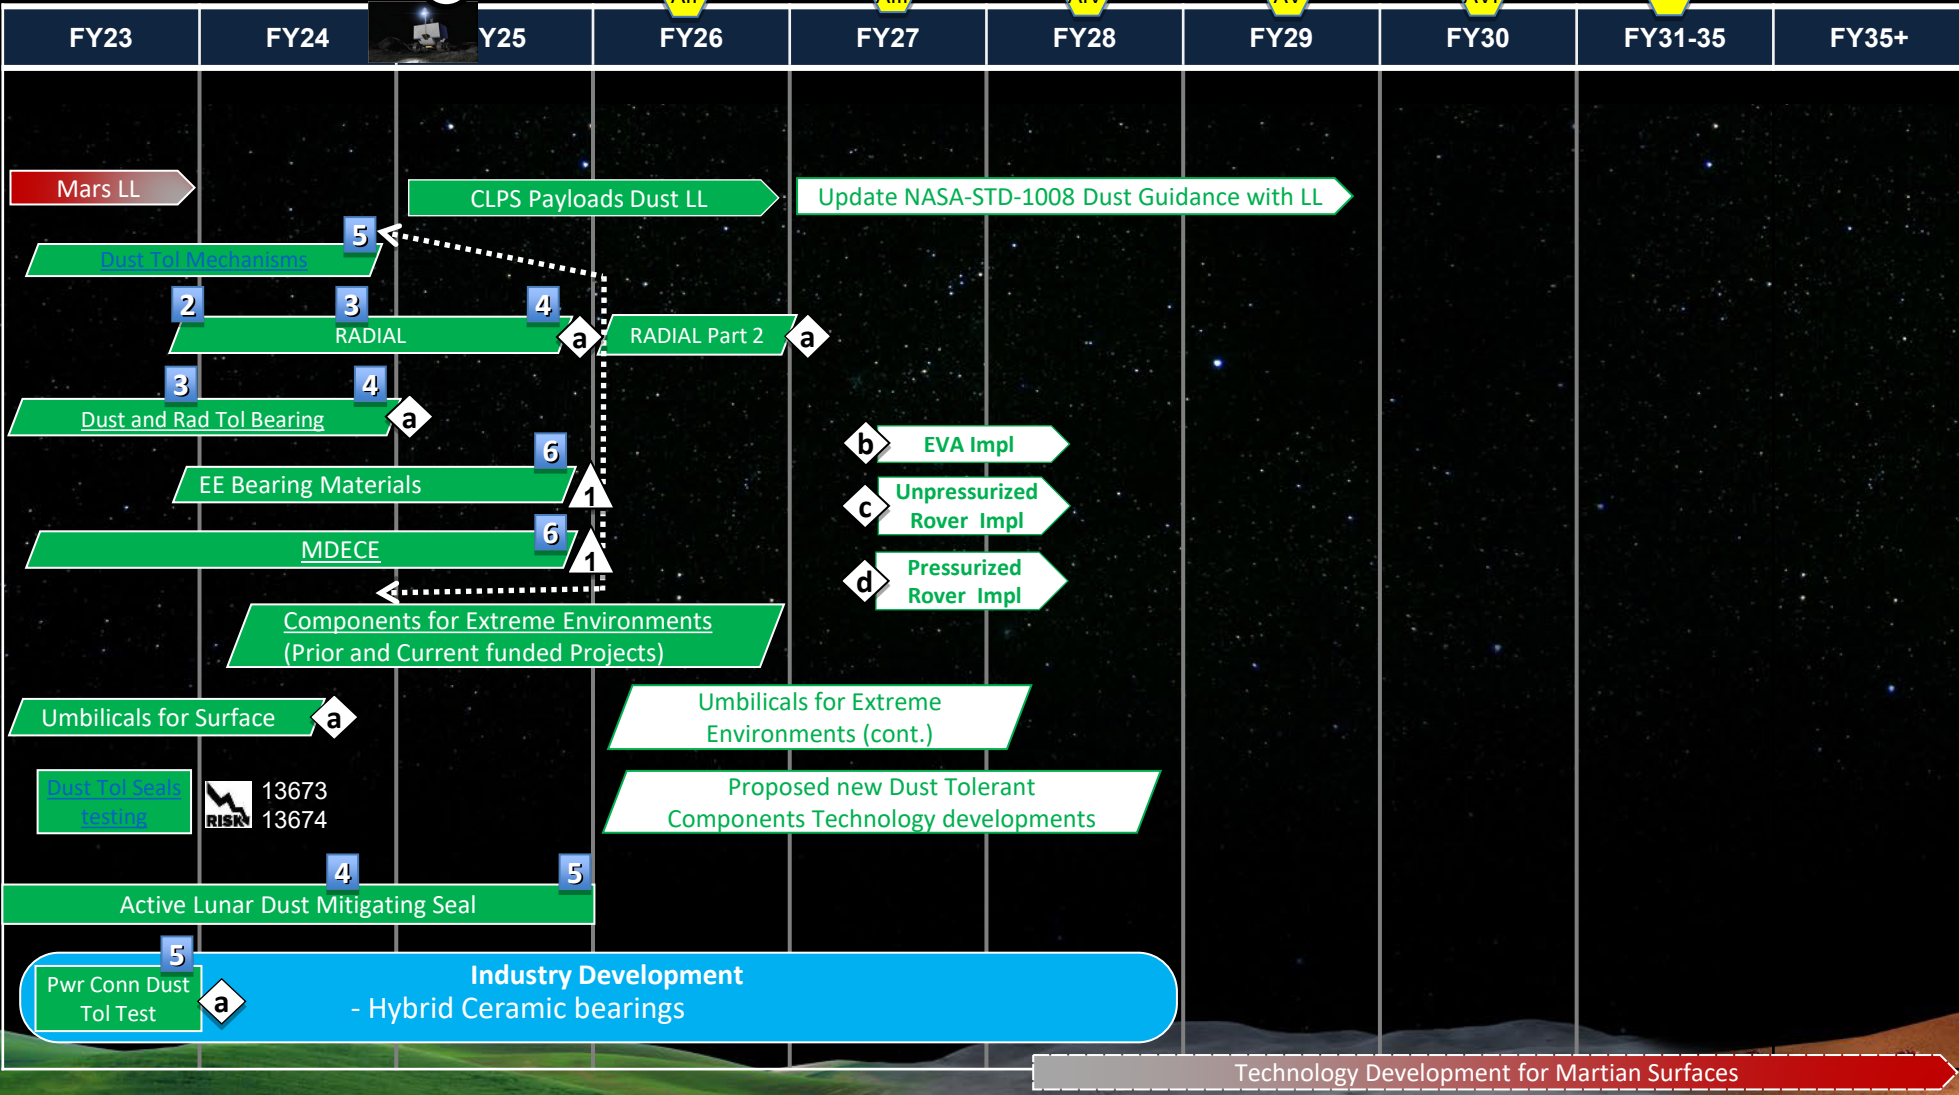 FY23
FY24
Y25
FY26
FY27
FY28
FY29
FY30
FY31-35
FY35+
Mars LL
CLPS Payloads Dust LL
Update NASA-STD-1008 Dust Guidance with LL
5
Dust Tol Mechanisms
2
3
4
RADIAL
a
RADIAL Part 2
a
3
4
Dust and Rad Tol Bearing
a
6
EE Bearing Materials
1
b
EVA Impl
c
Unpressurized
Rover Impl
6
MDECE
1
d
Pressurized
Rover Impl
Components for Extreme Environments
(Prior and Current funded Projects)
Umbilicals for Surface
a
Umbilicals for Extreme
Environments (cont.)
Dust Tol Seals
testing
RISK
13673
13674
Proposed new Dust Tolerant
Components Technology developments
4
5
Active Lunar Dust Mitigating Seal
5
Pwr Conn Dust
Tol Test
a
Industry Development
- Hybrid Ceramic bearings
Technology Development for Martian Surfaces